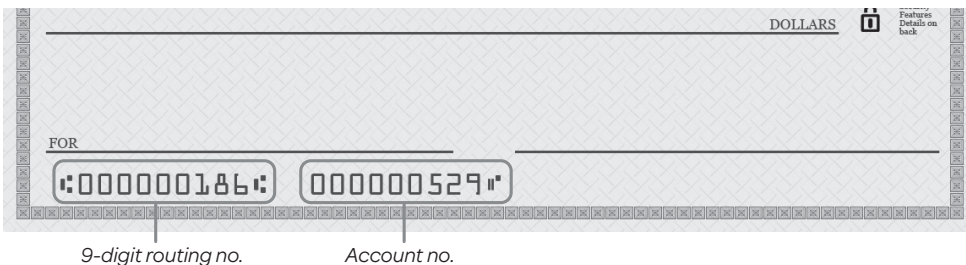 Features
DOLLARS
Details on
back
FOR
⑆000000186⑆ 000000529⑈
9-digit routing no. Account no.